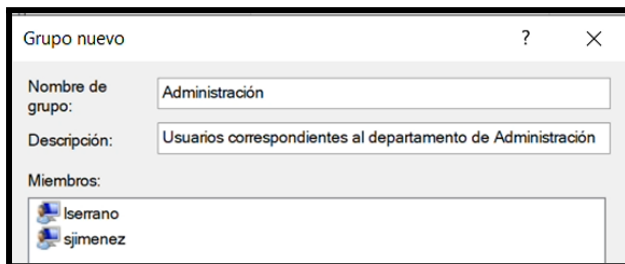 Grupo nuevo ?
Nombre de
grupo:
Administración
Descripción:
Usuarios correspondientes al departamento de Administración
Miembros:
lserrano
sjimenez